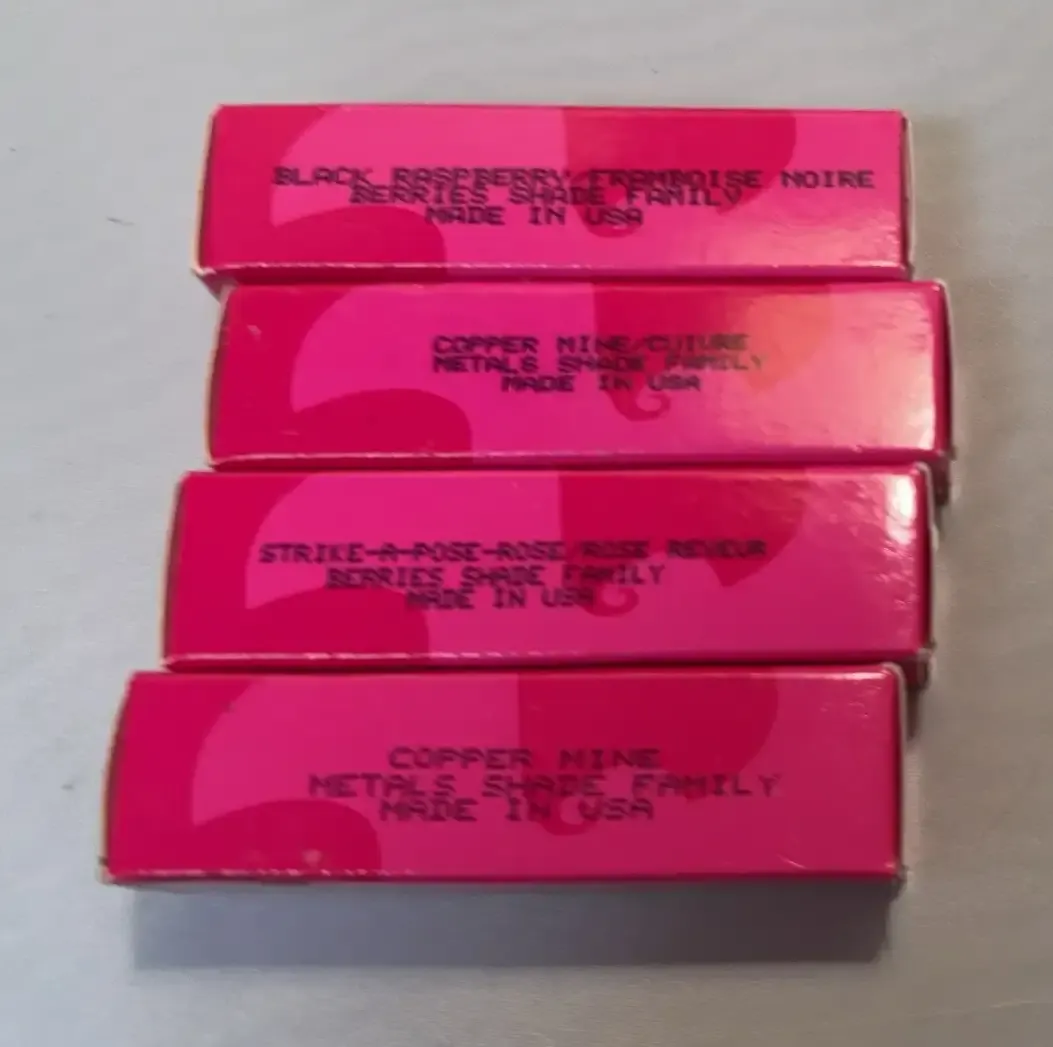 BLACK RASPBERRY/FRAMBOISE NOIRE
BERRIES SHADE FAMILY
MADE IN USA
COPPER MINE/CUIVRE
METALS SHADE FAMILY
MADE IN USA
STRIKE-A-POSE-ROSE/ROSE REVEUR
BERRIES SHADE FAMILY
MADE IN USA
COPPER MINE
METALS SHADE FAMILY
MADE IN USA